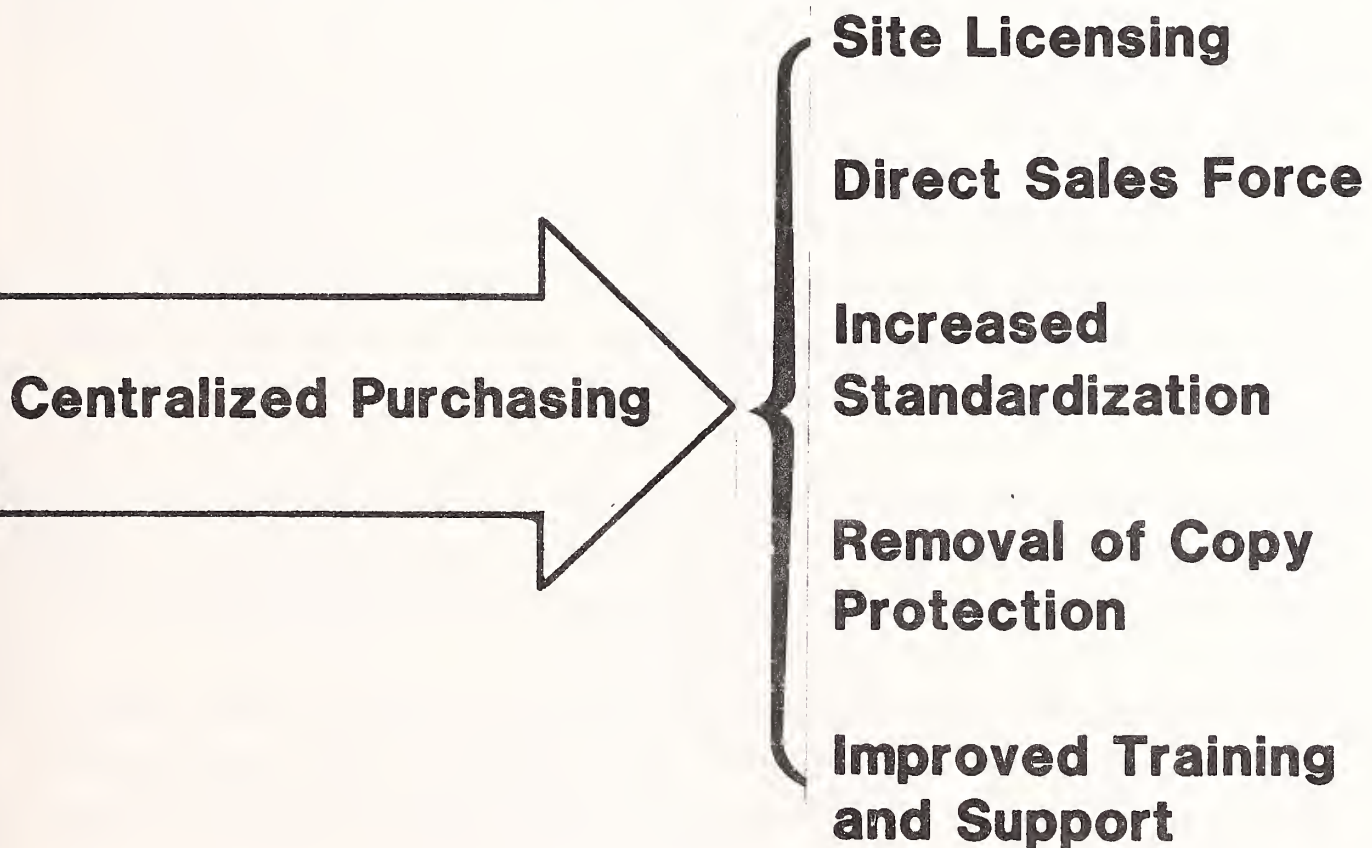 Centralized Purchasing
Site Licensing
Direct Sales Force
Increased
Standardization
Removal of Copy
Protection
Improved Training
and Support